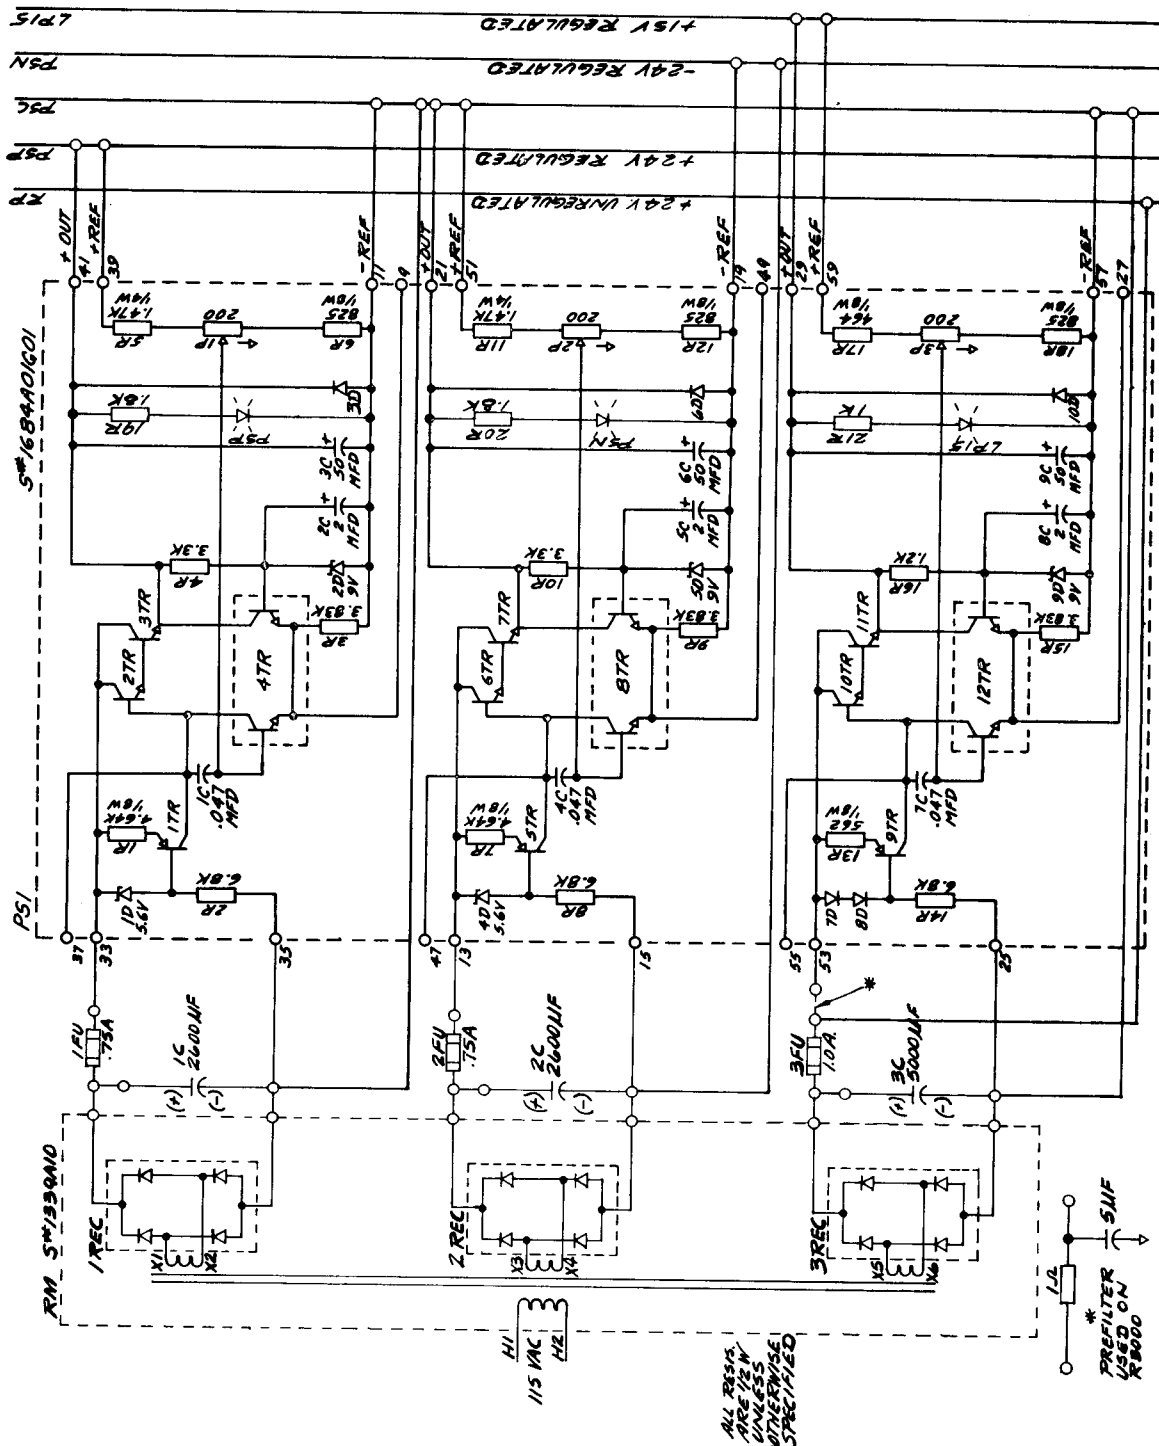 LP15
+15V REGULATED
PSN
-24V REGULATED
PSC
PSP
+24V REGULATED
RP
+24V UNREGULATED
PS1
S#1684A01G01
37
33
35
1D
5.6V
2R
6.8K
1R
4.64K
1/8W
1TR
1C
.047
MFD
2TR
3TR
4TR
4R
3.3K
3R
3.83K
2D
9V
2C
2
MFD
3C
50
MFD
19R
1.8K
PSP
3D
5R
1.47K
1/4W
1P
200
6R
825
1/8W
+OUT
41
+REF
39
-REF
11
9
47
13
15
4D
5.6V
8R
6.8K
7R
4.64K
1/8W
5TR
4C
.047
MFD
6TR
7TR
8TR
10R
3.3K
9R
3.83K
5D
9V
5C
2
MFD
6C
50
MFD
20R
1.8K
PSN
6D
11R
1.47K
1/4W
2P
200
12R
825
1/8W
+OUT
21
+REF
51
-REF
19
49
55
53
25
7D
8D
14R
6.8K
13R
562
1/8W
9TR
7C
.047
MFD
10TR
11TR
12TR
16R
1.2K
15R
3.83K
9D
9V
8C
2
MFD
9C
50
MFD
21R
1K
LP15
10D
17R
464
1/8W
3P
200
18R
825
1/8W
+OUT
29
+REF
59
-REF
57
27
1FU
.75A
1C
2600µF
(+)
(-)
2FU
.75A
2C
2600µF
(+)
(-)
3FU
1.0A.
3C
5000µF
(+)
(-)
*
RM S#1339A10
1REC
X1
X2
2REC
X3
X4
3REC
X5
X6
H1
115 VAC
H2
ALL RESIS.
ARE 1/2 W
UNLESS
OTHERWISE
SPECIFIED
1Ω
5µF
*
PREFILTER
USED ON
R3000